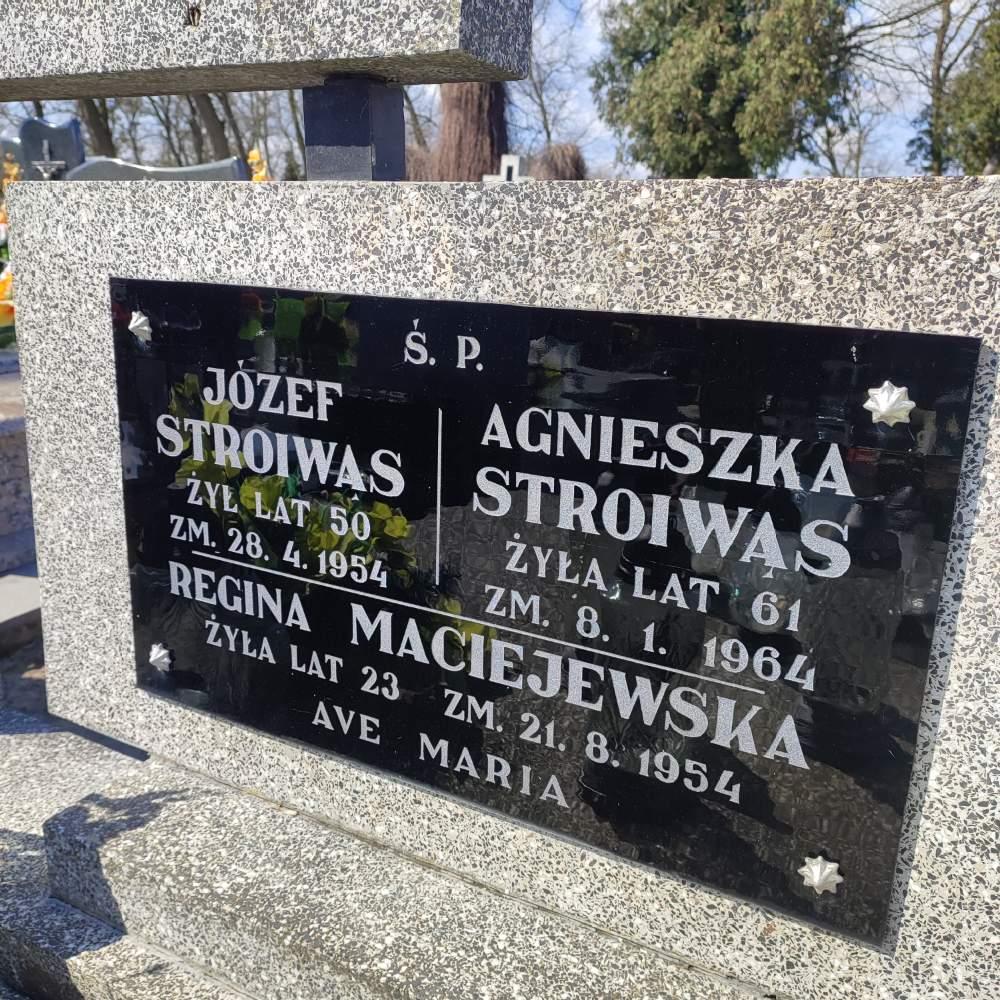 Ś. P.
JÓZEF
STROIWAS
ŻYŁ LAT 50
ZM. 28. 4. 1954
AGNIESZKA
STROIWAS
ŻYŁA LAT 61
ZM. 8. 1. 1964
REGINA MACIEJEWSKA
ŻYŁA LAT 23 ZM. 21. 8. 1954
AVE MARIA